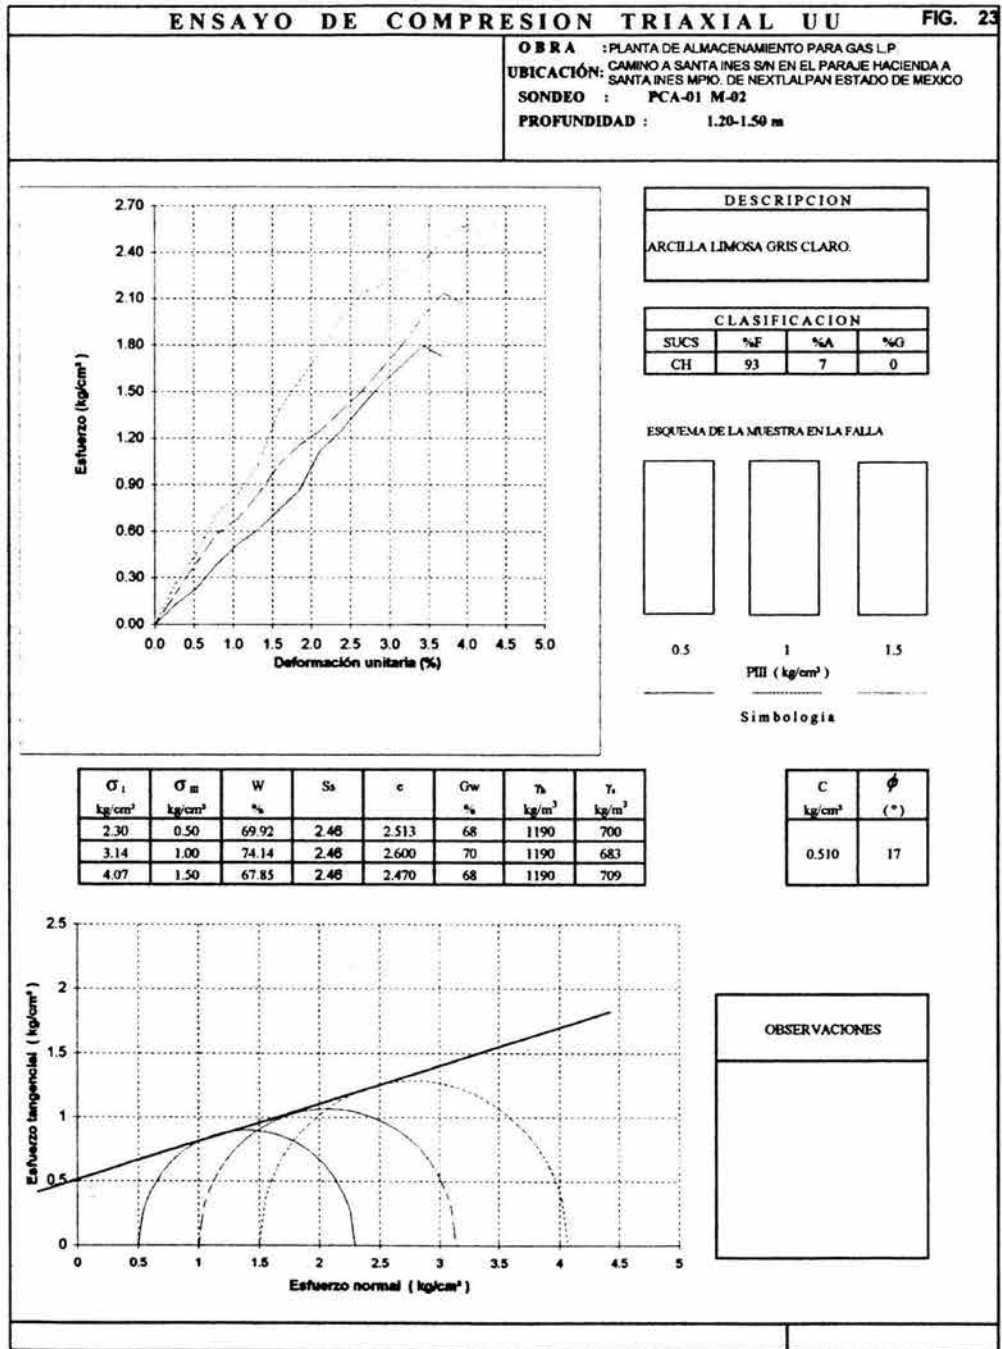 ENSAYO DE COMPRESION TRIAXIAL UU FIG. 23
OBRA : PLANTA DE ALMACENAMIENTO PARA GAS L.P
UBICACIÓN: CAMINO A SANTA INES S/N EN EL PARAJE HACIENDA A
SANTA INES MPIO. DE NEXTLALPAN ESTADO DE MEXICO
SONDEO : PCA-01 M-02
PROFUNDIDAD : 1.20-1.50 m
2.70
2.40
2.10
1.80
1.50
1.20
0.90
0.60
0.30
0.00
Esfuerzo (kg/cm²)
0.0 0.5 1.0 1.5 2.0 2.5 3.0 3.5 4.0 4.5 5.0
Deformación unitaria (%)
DESCRIPCION
ARCILLA LIMOSA GRIS CLARO.
CLASIFICACION
SUCS %F %A %G
CH 93 7 0
ESQUEMA DE LA MUESTRA EN LA FALLA
0.5 1 1.5
PIII ( kg/cm² )
Simbologia
σ I σ III W Ss e Gw γh γs
kg/cm² kg/cm² % % kg/m³ kg/m³
2.30 0.50 69.92 2.46 2.513 68 1190 700
3.14 1.00 74.14 2.46 2.600 70 1190 683
4.07 1.50 67.85 2.46 2.470 68 1190 709
C ϕ
kg/cm² (°)
0.510 17
2.5
2
1.5
1
0.5
0
Esfuerzo tangencial ( kg/cm² )
0 0.5 1 1.5 2 2.5 3 3.5 4 4.5 5
Esfuerzo normal ( kg/cm² )
OBSERVACIONES